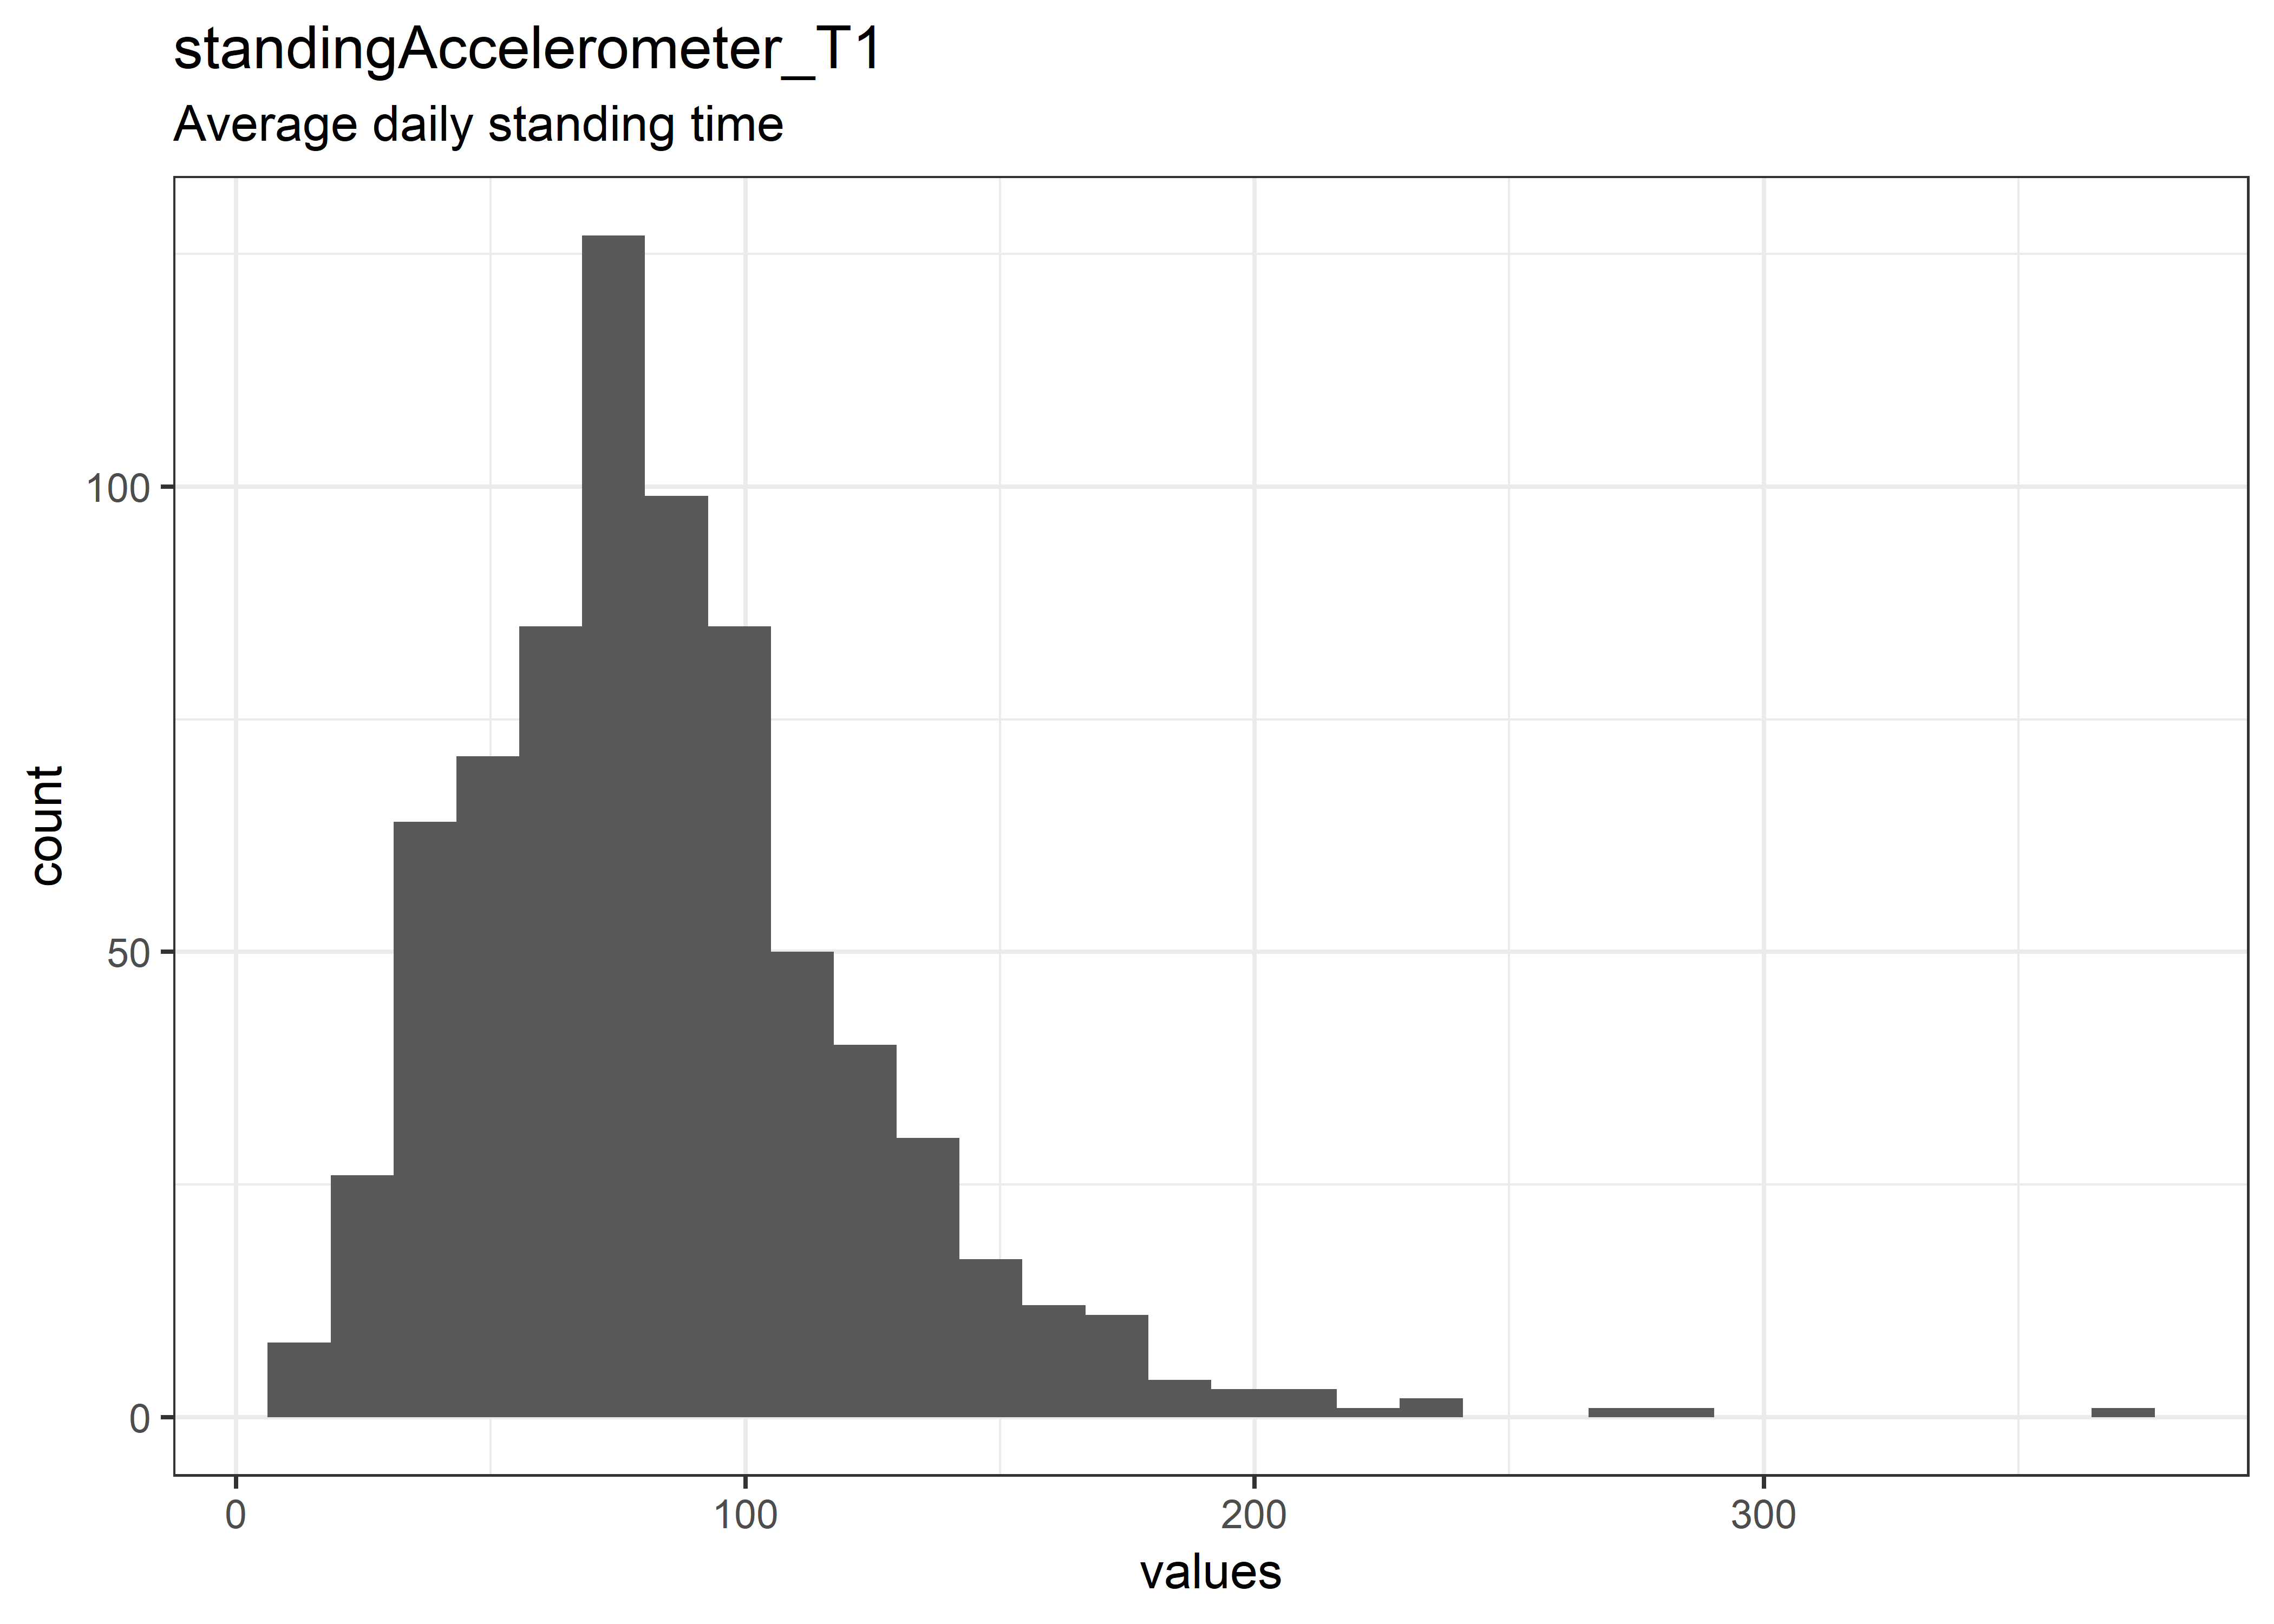 standingAccelerometer_T1
Average daily standing time
count
100
50
0
0 100 200 300
values